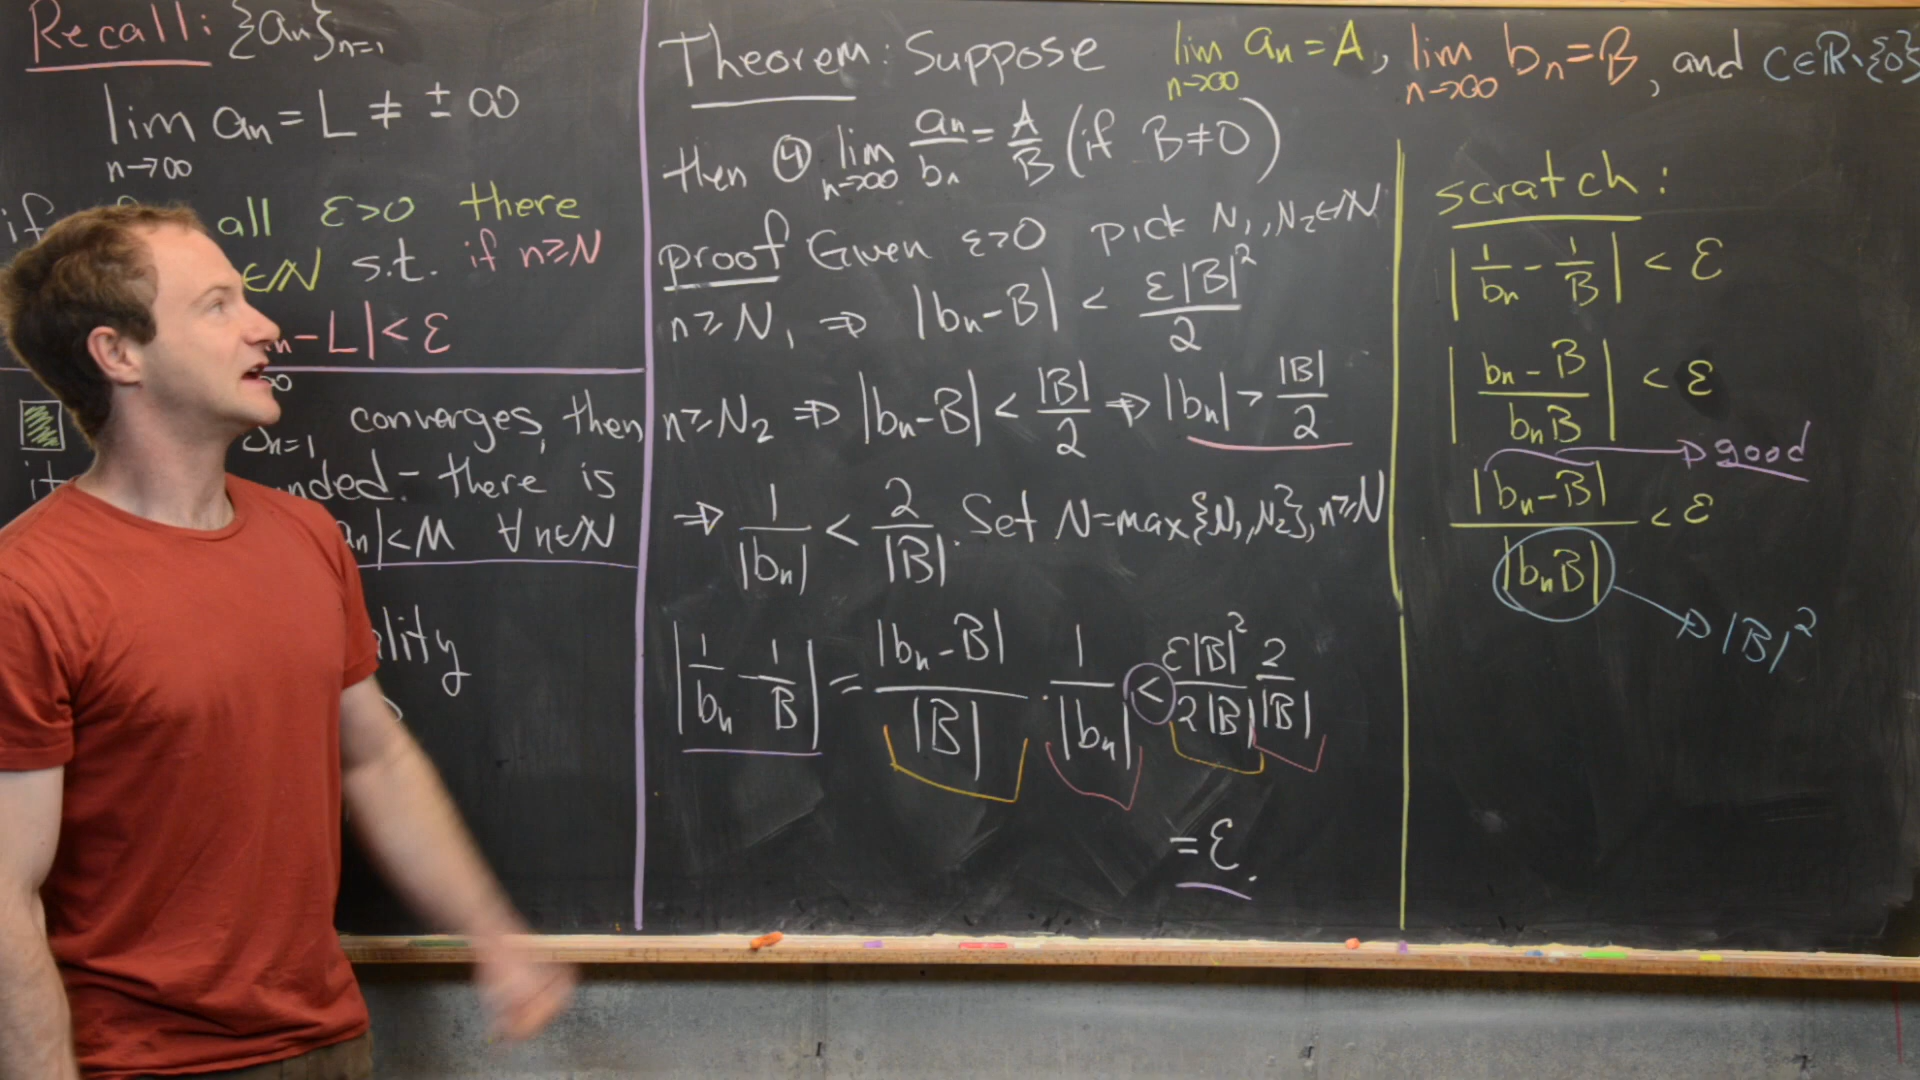 Recall: {aₙ}ₙ₌₁
lim aₙ = L ≠ ± ∞
n→∞
if all ε>0 there
∈ℕ s.t. if n≥N
n-L|<ε
∞
n=1 converges, then
it nded - there is
aₙ|<M ∀n∈ℕ
lity
Theorem: Suppose lim aₙ = A, lim bₙ = B, and c∈ℝ∖{0}
n→∞ n→∞
then ④ lim aₙ/bₙ = A/B (if B≠0)
n→∞
proof Given ε>0 pick N₁, N₂∈ℕ
n≥N₁ ⇒ |bₙ-B| < ε|B|²/2
n≥N₂ ⇒ |bₙ-B| < |B|/2 ⇒ |bₙ| > |B|/2
⇒ 1/|bₙ| < 2/|B|. Set N=max{N₁,N₂}, n≥N
|1/bₙ - 1/B| = |bₙ-B|/|B| · 1/|bₙ| < ε|B|²/2|B| 2/|B|
= ε.
scratch:
|1/bₙ - 1/B| < ε
|bₙ-B/bₙB| < ε
→ good
|bₙ-B|/|bₙB| < ε
→ |B|²